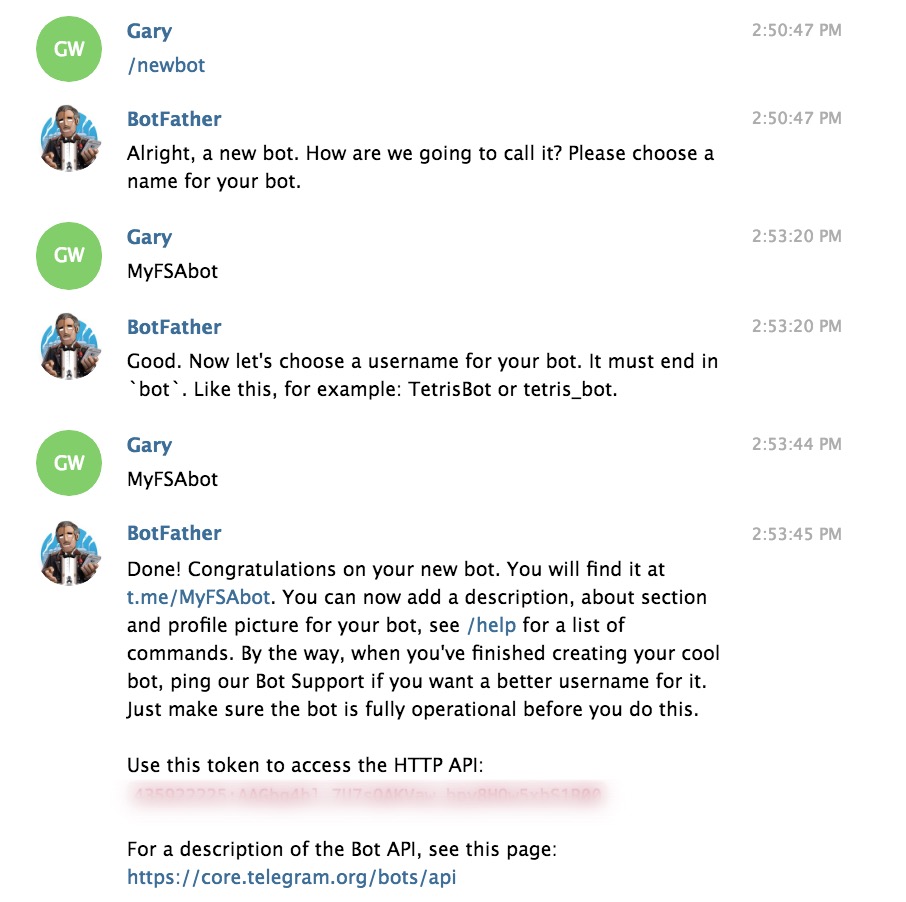 GW
Gary
2:50:47 PM
/newbot
BotFather
2:50:47 PM
Alright, a new bot. How are we going to call it? Please choose a
name for your bot.
GW
Gary
2:53:20 PM
MyFSAbot
BotFather
2:53:20 PM
Good. Now let's choose a username for your bot. It must end in
`bot`. Like this, for example: TetrisBot or tetris_bot.
GW
Gary
2:53:44 PM
MyFSAbot
BotFather
2:53:45 PM
Done! Congratulations on your new bot. You will find it at
t.me/MyFSAbot. You can now add a description, about section
and profile picture for your bot, see /help for a list of
commands. By the way, when you've finished creating your cool
bot, ping our Bot Support if you want a better username for it.
Just make sure the bot is fully operational before you do this.
Use this token to access the HTTP API:
For a description of the Bot API, see this page:
https://core.telegram.org/bots/api